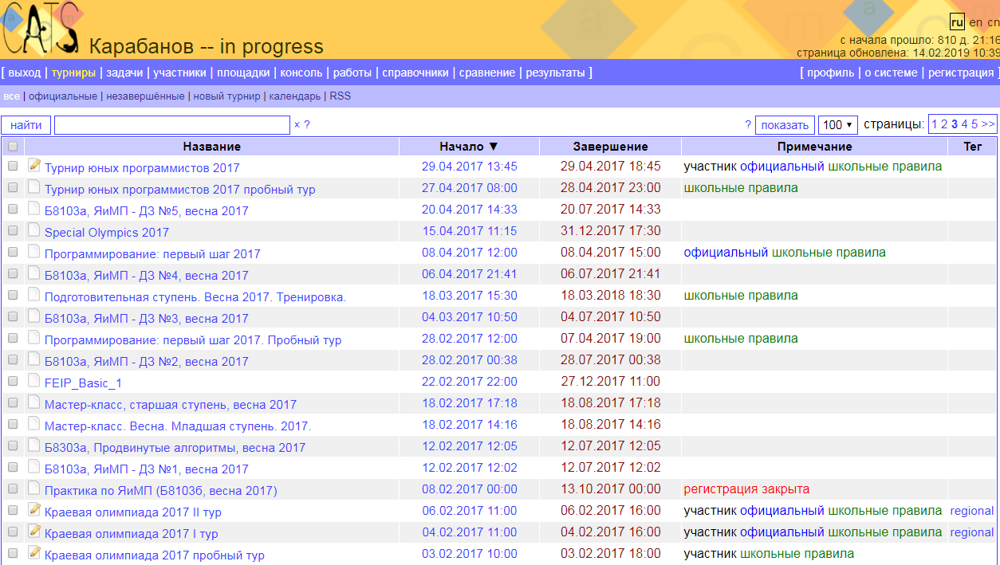 CATS
ru en cn
Карабанов -- in progress
с начала прошло: 810 д. 21:16
страница обновлена: 14.02.2019 10:39
[ выход | турниры | задачи | участники | площадки | консоль | работы | справочники | сравнение | результаты ] [ профиль | о системе | регистрация ]
все | официальные | незавершённые | новый турнир | календарь | RSS
найти × ? ? показать 100 ▼ страницы: 1 2 3 4 5 >>
Название Начало ▼ Завершение Примечание Тег
Турнир юных программистов 2017 29.04.2017 13:45 29.04.2017 18:45 участник официальный школьные правила
Турнир юных программистов 2017 пробный тур 27.04.2017 08:00 28.04.2017 23:00 школьные правила
Б8103а, ЯиМП - ДЗ №5, весна 2017 20.04.2017 14:33 20.07.2017 14:33
Special Olympics 2017 15.04.2017 11:15 31.12.2017 17:30
Программирование: первый шаг 2017 08.04.2017 12:00 08.04.2017 15:00 официальный школьные правила
Б8103а, ЯиМП - ДЗ №4, весна 2017 06.04.2017 21:41 06.07.2017 21:41
Подготовительная ступень. Весна 2017. Тренировка. 18.03.2017 15:30 18.03.2018 18:30 школьные правила
Б8103а, ЯиМП - ДЗ №3, весна 2017 04.03.2017 10:50 04.07.2017 10:50
Программирование: первый шаг 2017. Пробный тур 28.02.2017 12:00 07.04.2017 19:00 школьные правила
Б8103а, ЯиМП - ДЗ №2, весна 2017 28.02.2017 00:38 28.07.2017 00:38
FEIP_Basic_1 22.02.2017 22:00 27.12.2017 11:00
Мастер-класс, старшая ступень, весна 2017 18.02.2017 17:18 18.08.2017 17:18
Мастер-класс. Весна. Младшая ступень. 2017. 18.02.2017 14:16 18.08.2017 14:16
Б8303а, Продвинутые алгоритмы, весна 2017 12.02.2017 12:05 12.07.2017 12:05
Б8103а, ЯиМП - ДЗ №1, весна 2017 12.02.2017 12:02 12.07.2017 12:02
Практика по ЯиМП (Б8103б, весна 2017) 08.02.2017 00:00 13.10.2017 00:00 регистрация закрыта
Краевая олимпиада 2017 II тур 06.02.2017 11:00 06.02.2017 16:00 участник официальный школьные правила regional
Краевая олимпиада 2017 I тур 04.02.2017 11:00 04.02.2017 16:00 участник официальный школьные правила regional
Краевая олимпиада 2017 пробный тур 03.02.2017 10:00 03.02.2017 18:00 участник школьные правила